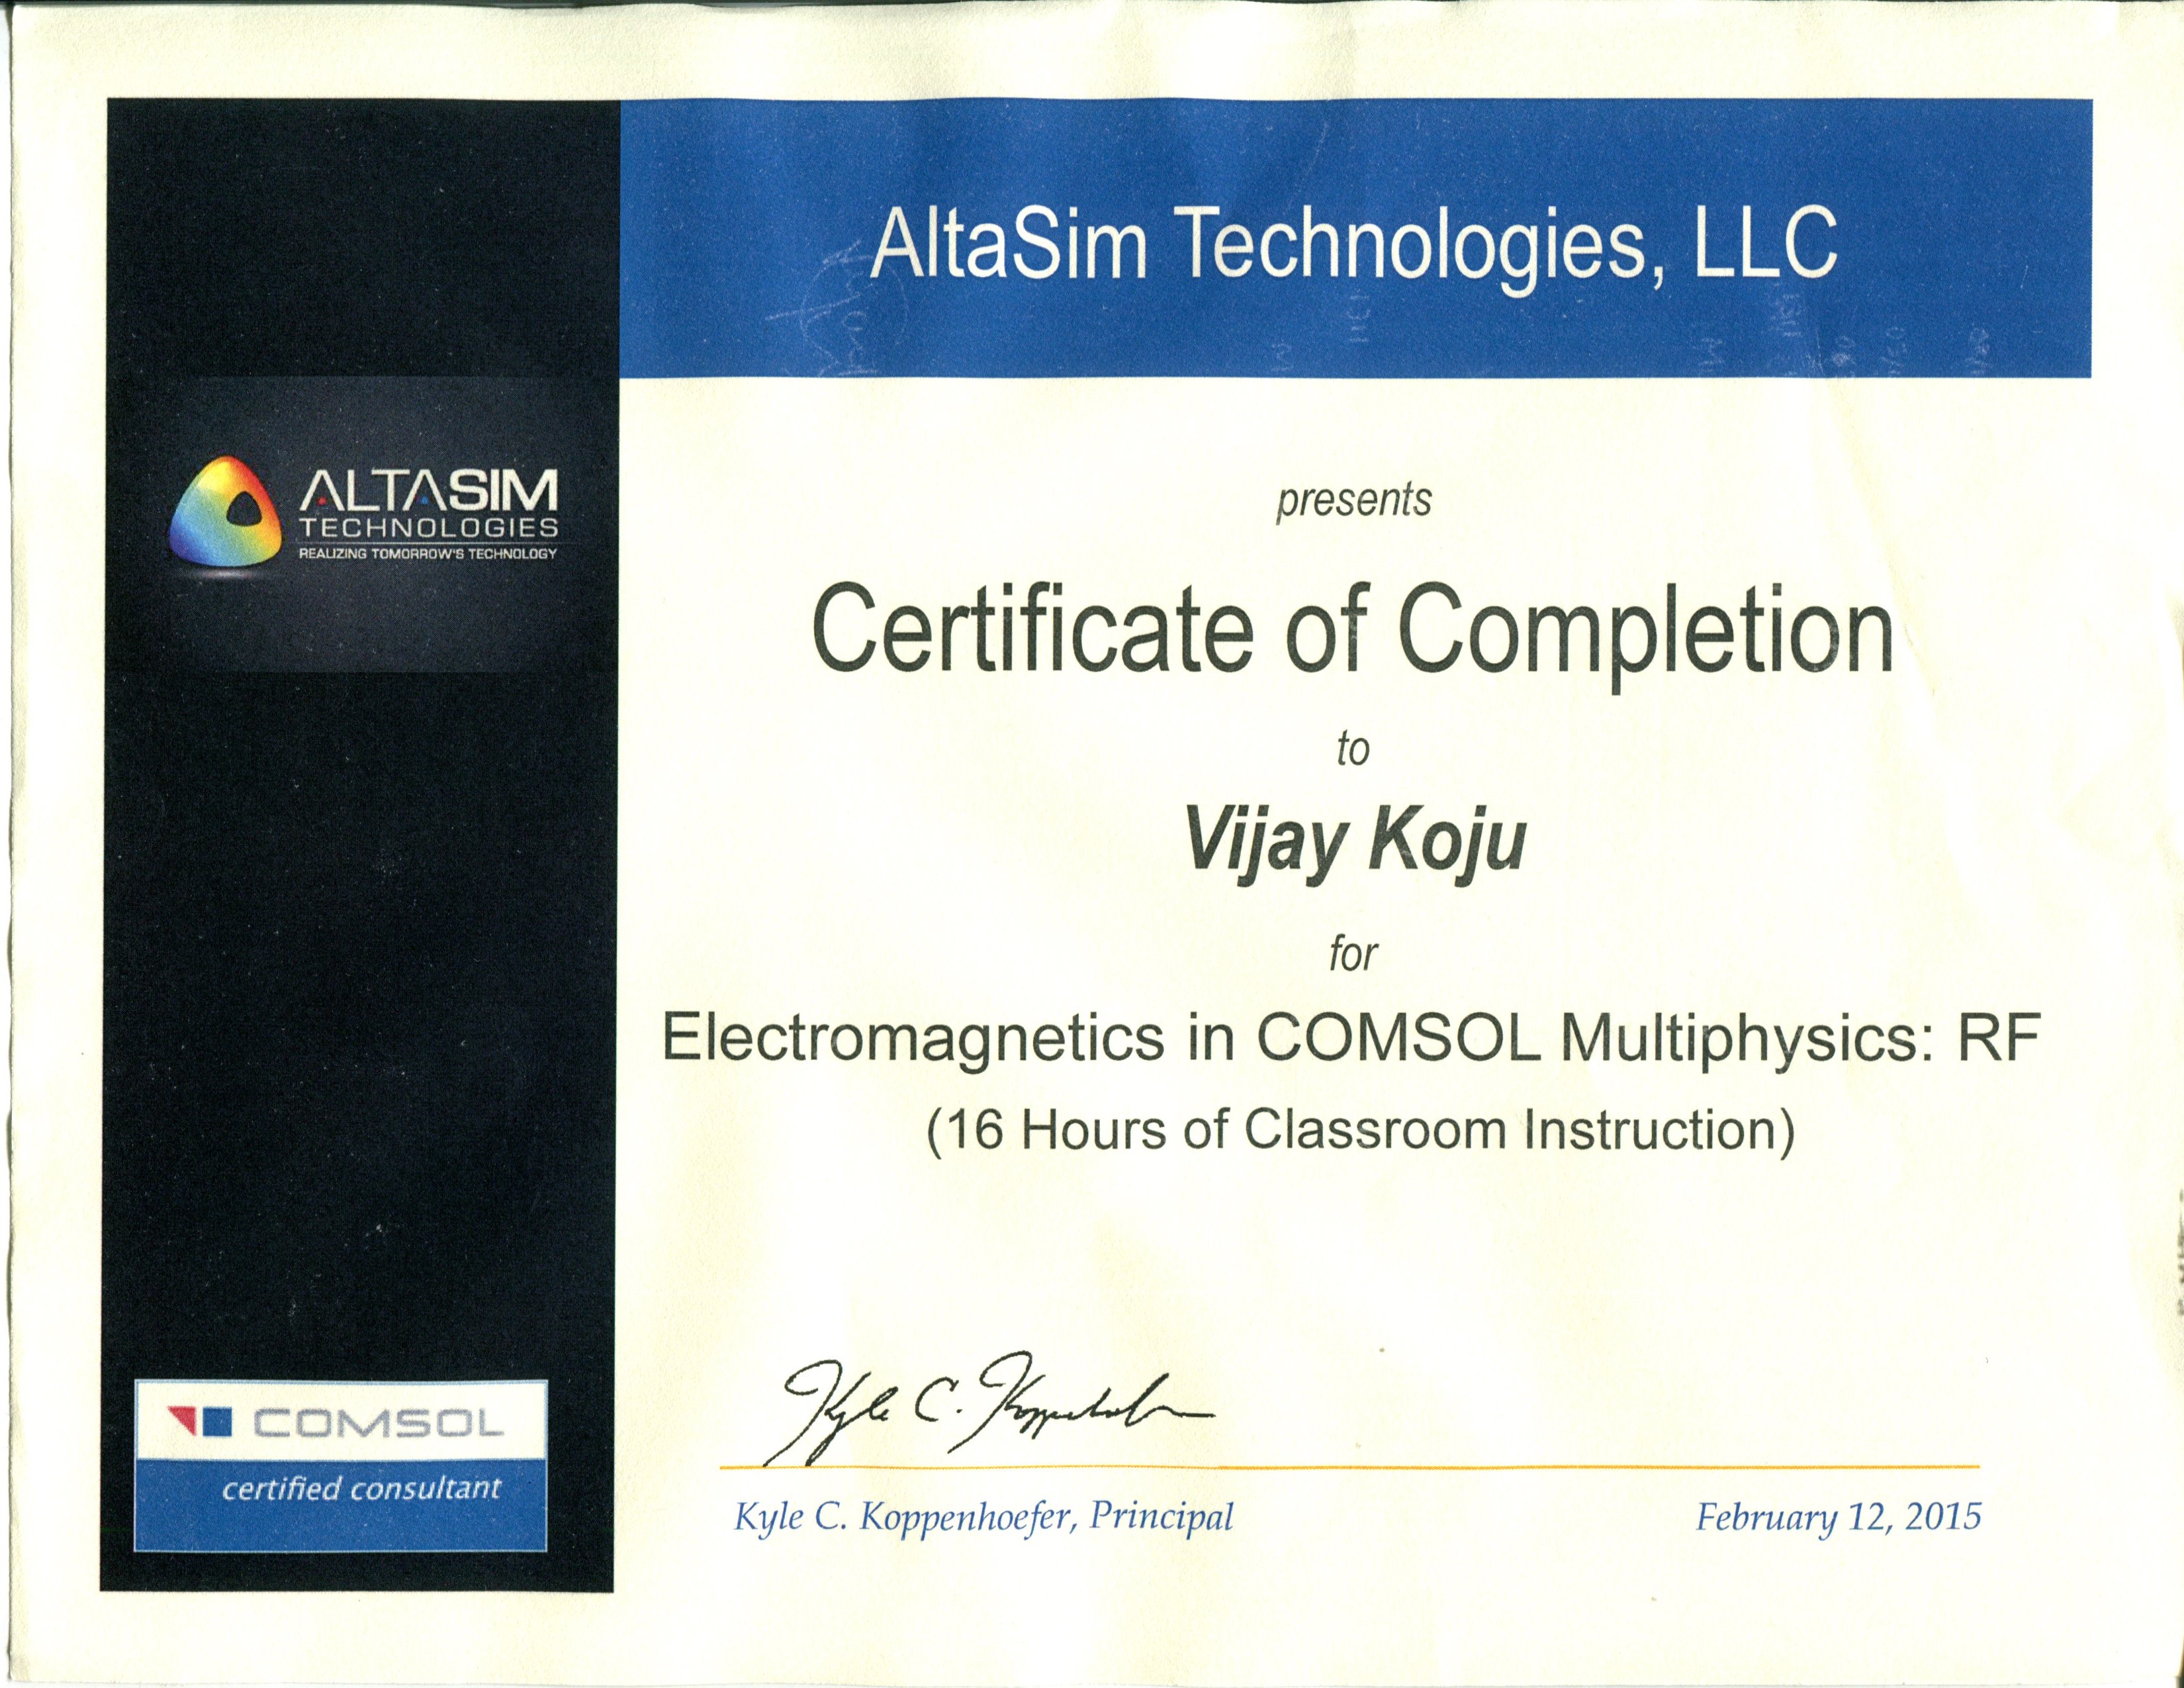 AltaSim Technologies, LLC
ALTASIM
TECHNOLOGIES
REALIZING TOMORROW'S TECHNOLOGY
presents
Certificate of Completion
to
Vijay Koju
for
Electromagnetics in COMSOL Multiphysics: RF
(16 Hours of Classroom Instruction)
Kyle C. Koppenhoefer
Kyle C. Koppenhoefer, Principal
February 12, 2015
COMSOL
certified consultant